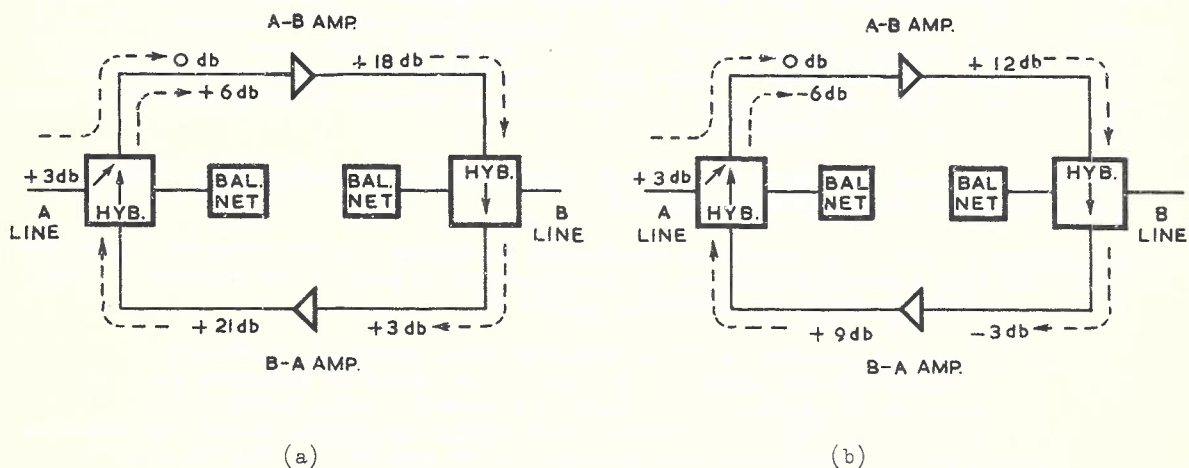 A-B AMP.
O db
+ 18 db
+ 6 db
+3 db
A
LINE
HYB.
BAL.
NET
BAL.
NET
HYB.
B
LINE
+ 21 db
+3 db
B-A AMP.
(a)
A-B AMP.
O db
+ 12 db
-6 db
+ 3 db
A
LINE
HYB.
BAL
NET
BAL
NET
HYB.
B
LINE
+ 9 db
-3 db
B-A AMP.
(b)